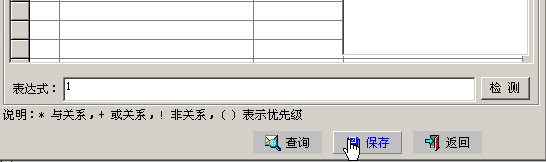 表达式： 1 检 测
说明：* 与关系，+ 或关系，! 非关系，( ) 表示优先级
查询 保存 返回